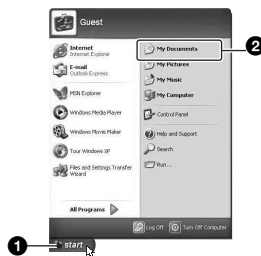 Guest
Internet
Internet Explorer
E-mail
Outlook Express
MSN Explorer
Windows Media Player
Windows Movie Maker
Tour Windows XP
Files and Settings Transfer
Wizard
All Programs
My Documents
My Pictures
My Music
My Computer
Control Panel
Help and Support
Search
Run...
Log Off
Turn Off Computer
start
1
2